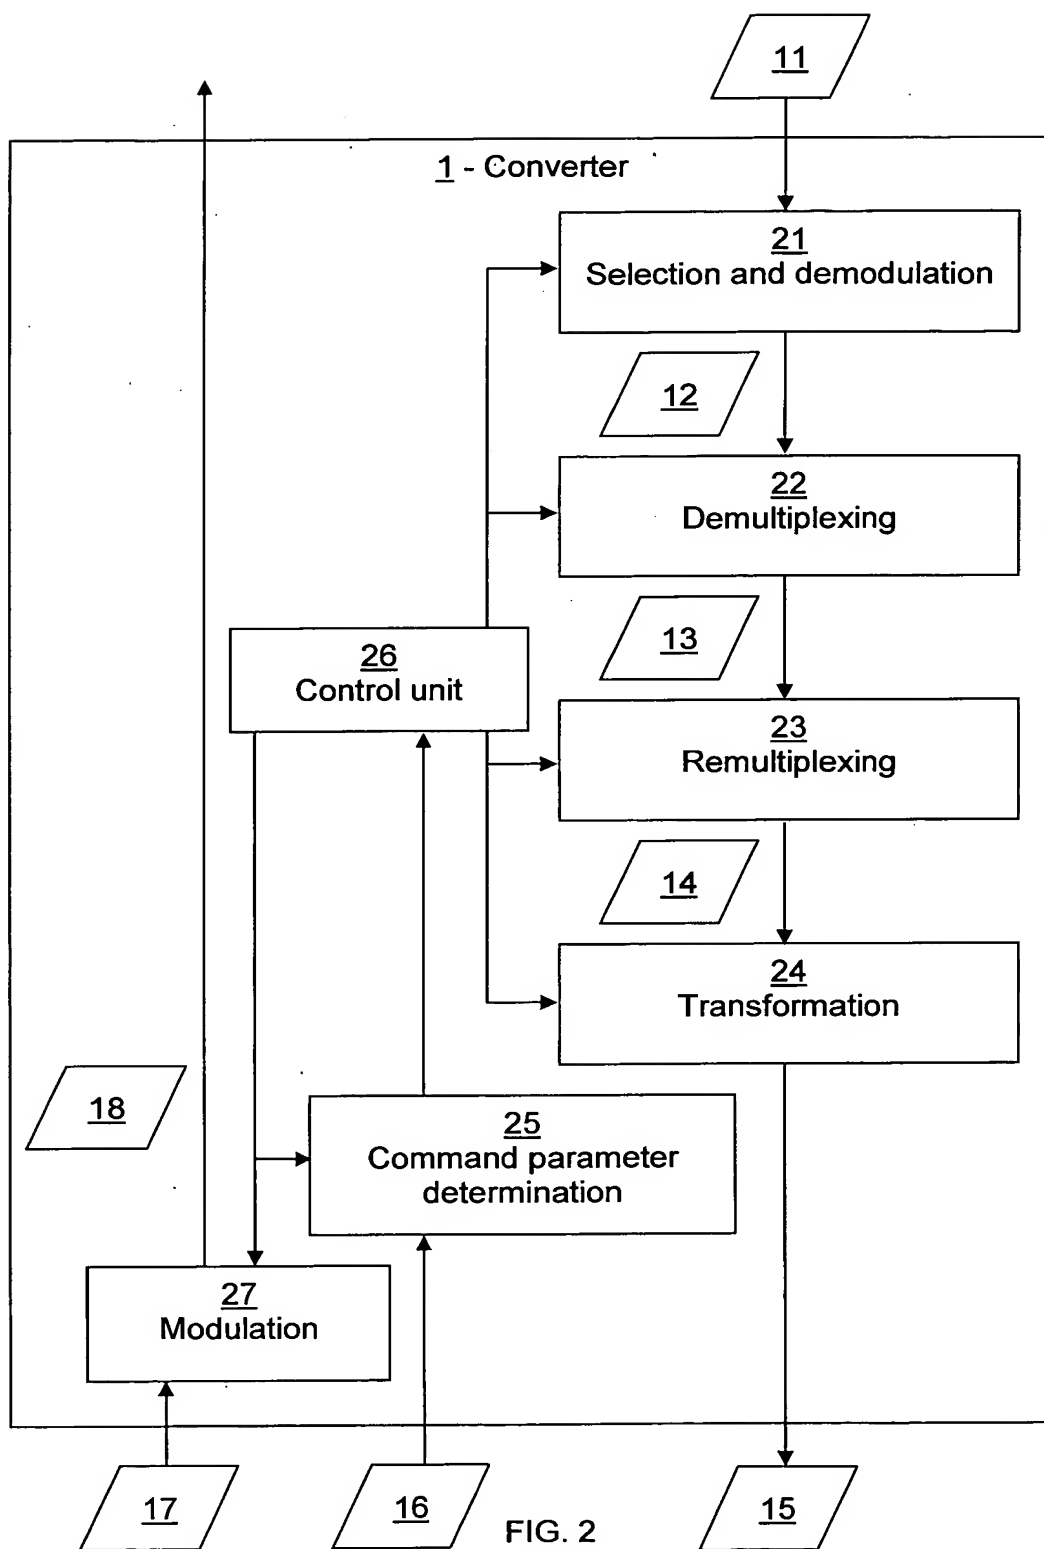 11
1 - Converter
21
Selection and demodulation
12
22
Demultiplexing
13
26
Control unit
23
Remultiplexing
14
24
Transformation
18
25
Command parameter
determination
27
Modulation
17
16
15
FIG. 2